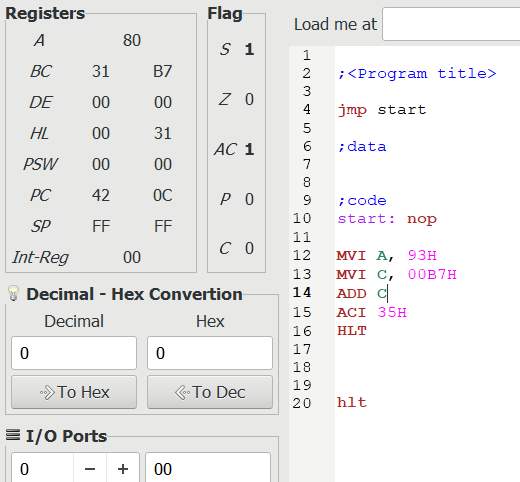 Registers
A 80
BC 31 B7
DE 00 00
HL 00 31
PSW 00 00
PC 42 0C
SP FF FF
Int-Reg 00
Flag
S 1
Z 0
AC 1
P 0
C 0
Decimal - Hex Convertion
Decimal Hex
0 0
To Hex To Dec
I/O Ports
0 − + 00
Load me at
1
2 ;<Program title>
3
4 jmp start
5
6 ;data
7
8
9 ;code
10 start: nop
11
12 MVI A, 93H
13 MVI C, 00B7H
14 ADD C
15 ACI 35H
16 HLT
17
18
19
20 hlt